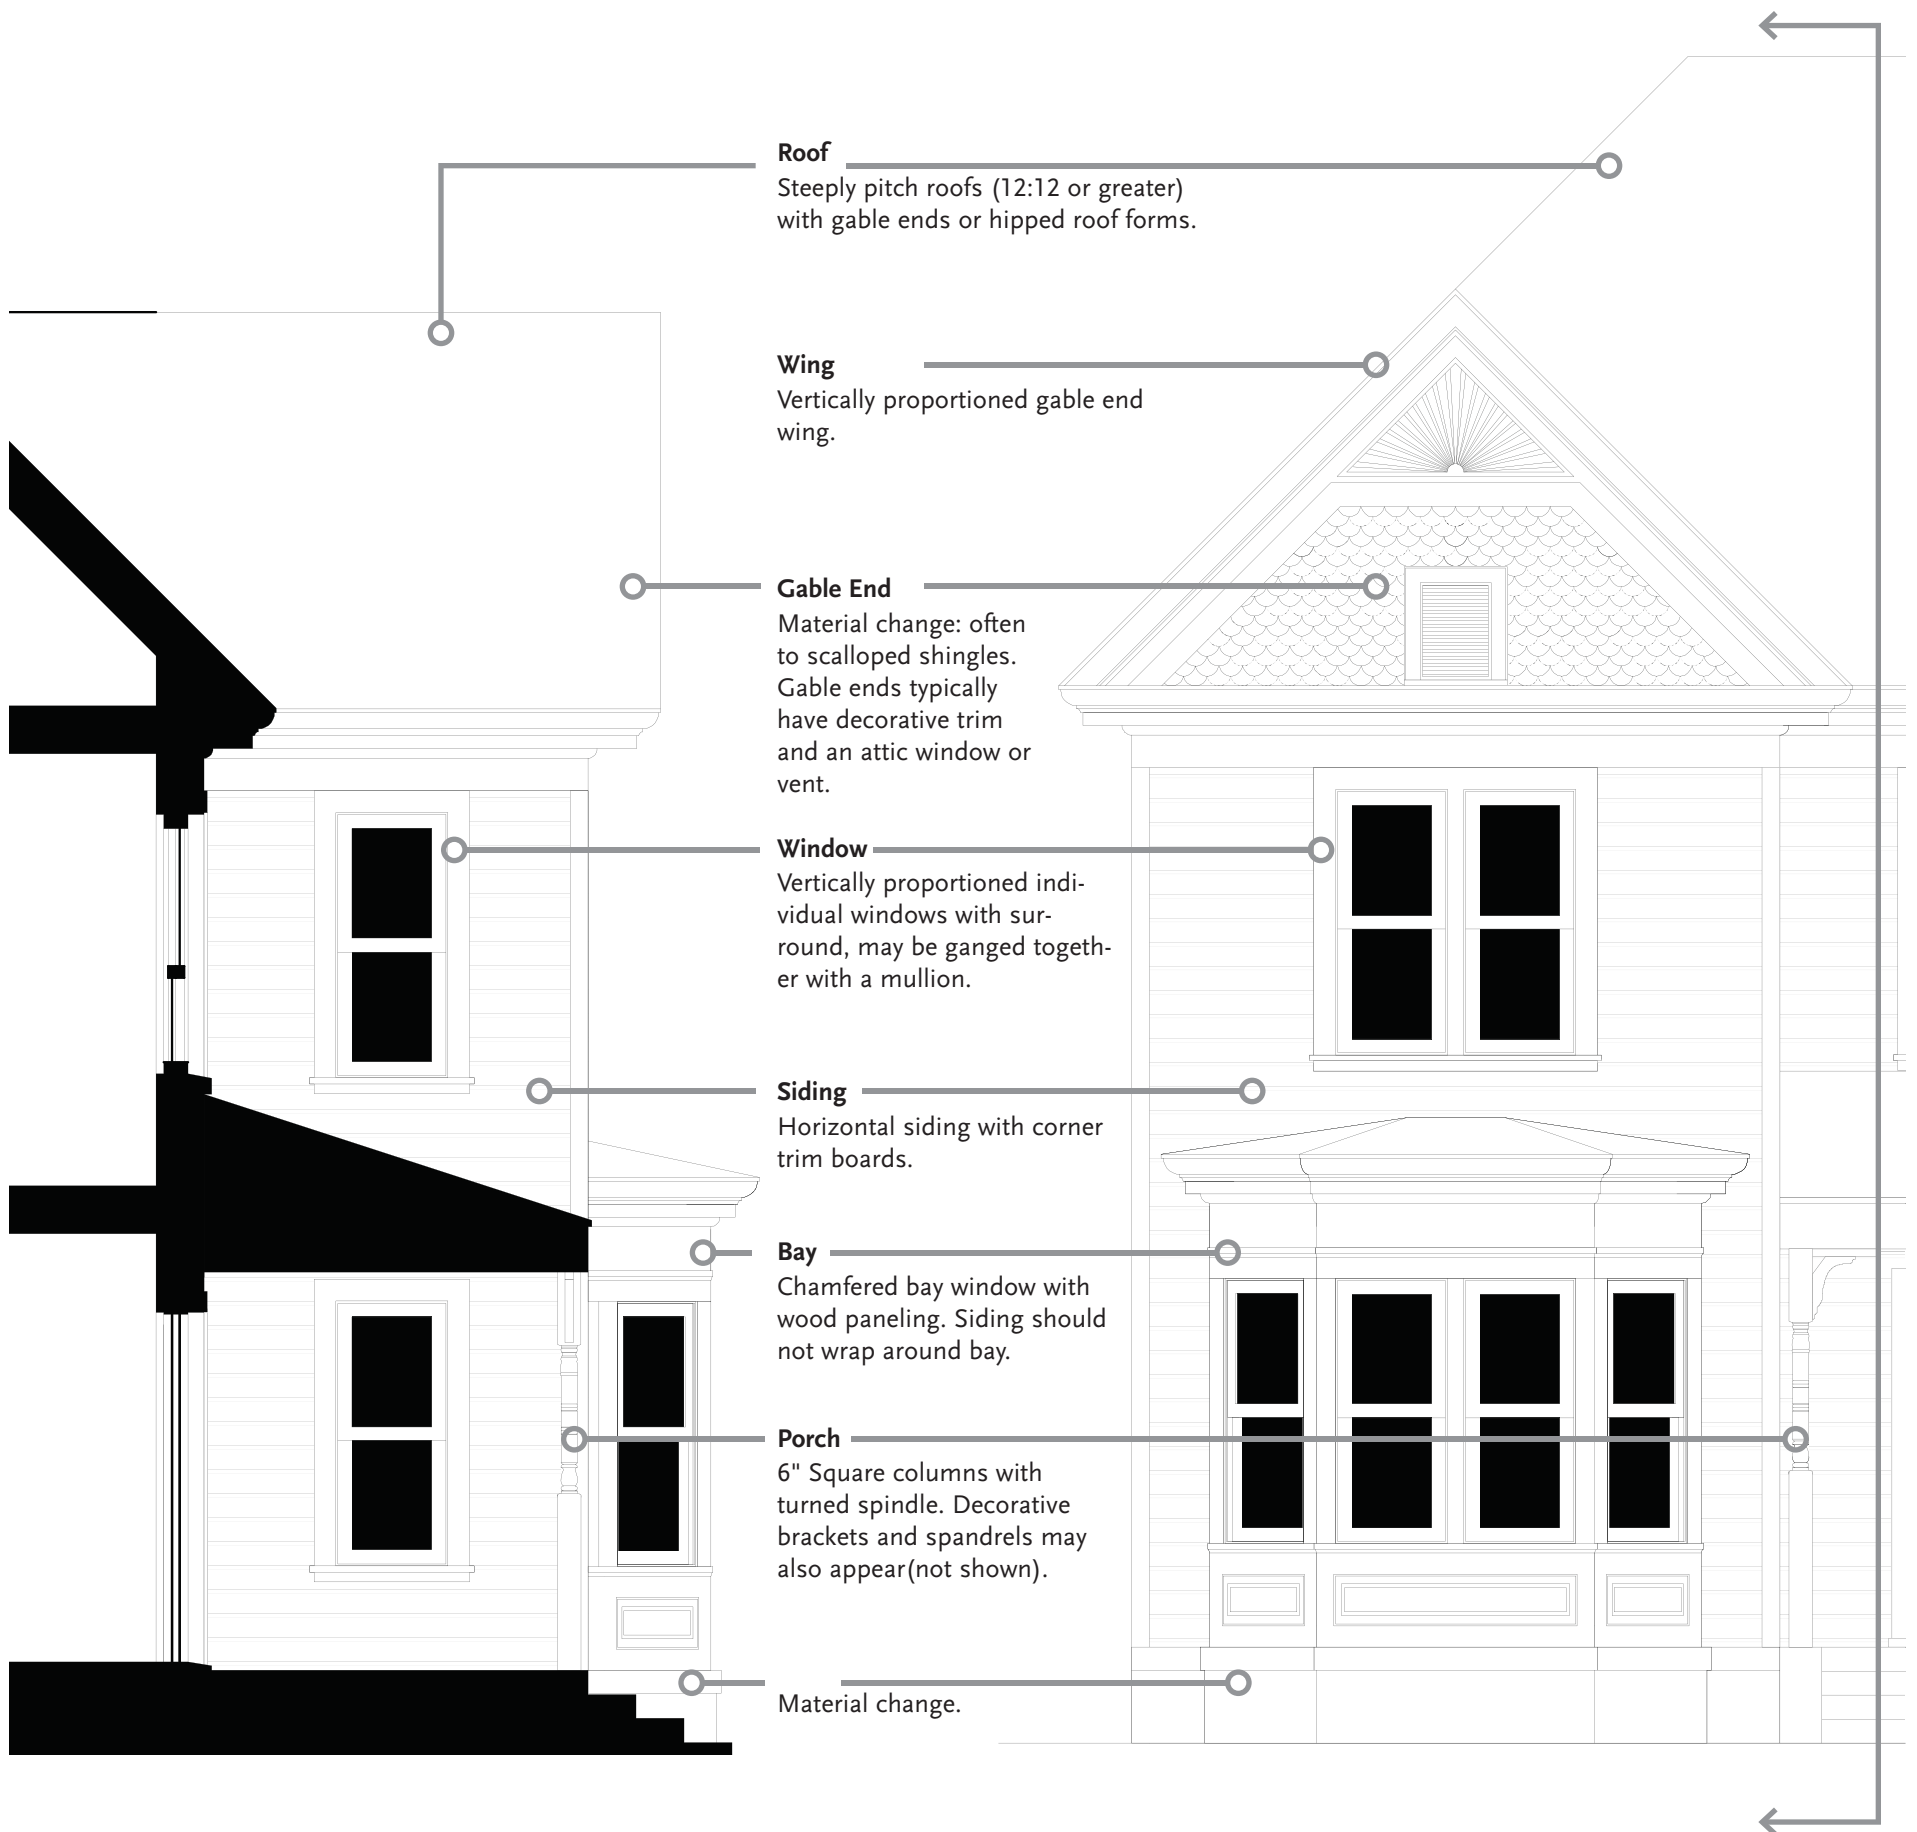 Roof
Steeply pitch roofs (12:12 or greater)
with gable ends or hipped roof forms.
Wing
Vertically proportioned gable end
wing.
Gable End
Material change: often
to scalloped shingles.
Gable ends typically
have decorative trim
and an attic window or
vent.
Window
Vertically proportioned indi-
vidual windows with sur-
round, may be ganged togeth-
er with a mullion.
Siding
Horizontal siding with corner
trim boards.
Bay
Chamfered bay window with
wood paneling. Siding should
not wrap around bay.
Porch
6" Square columns with
turned spindle. Decorative
brackets and spandrels may
also appear(not shown).
Material change.